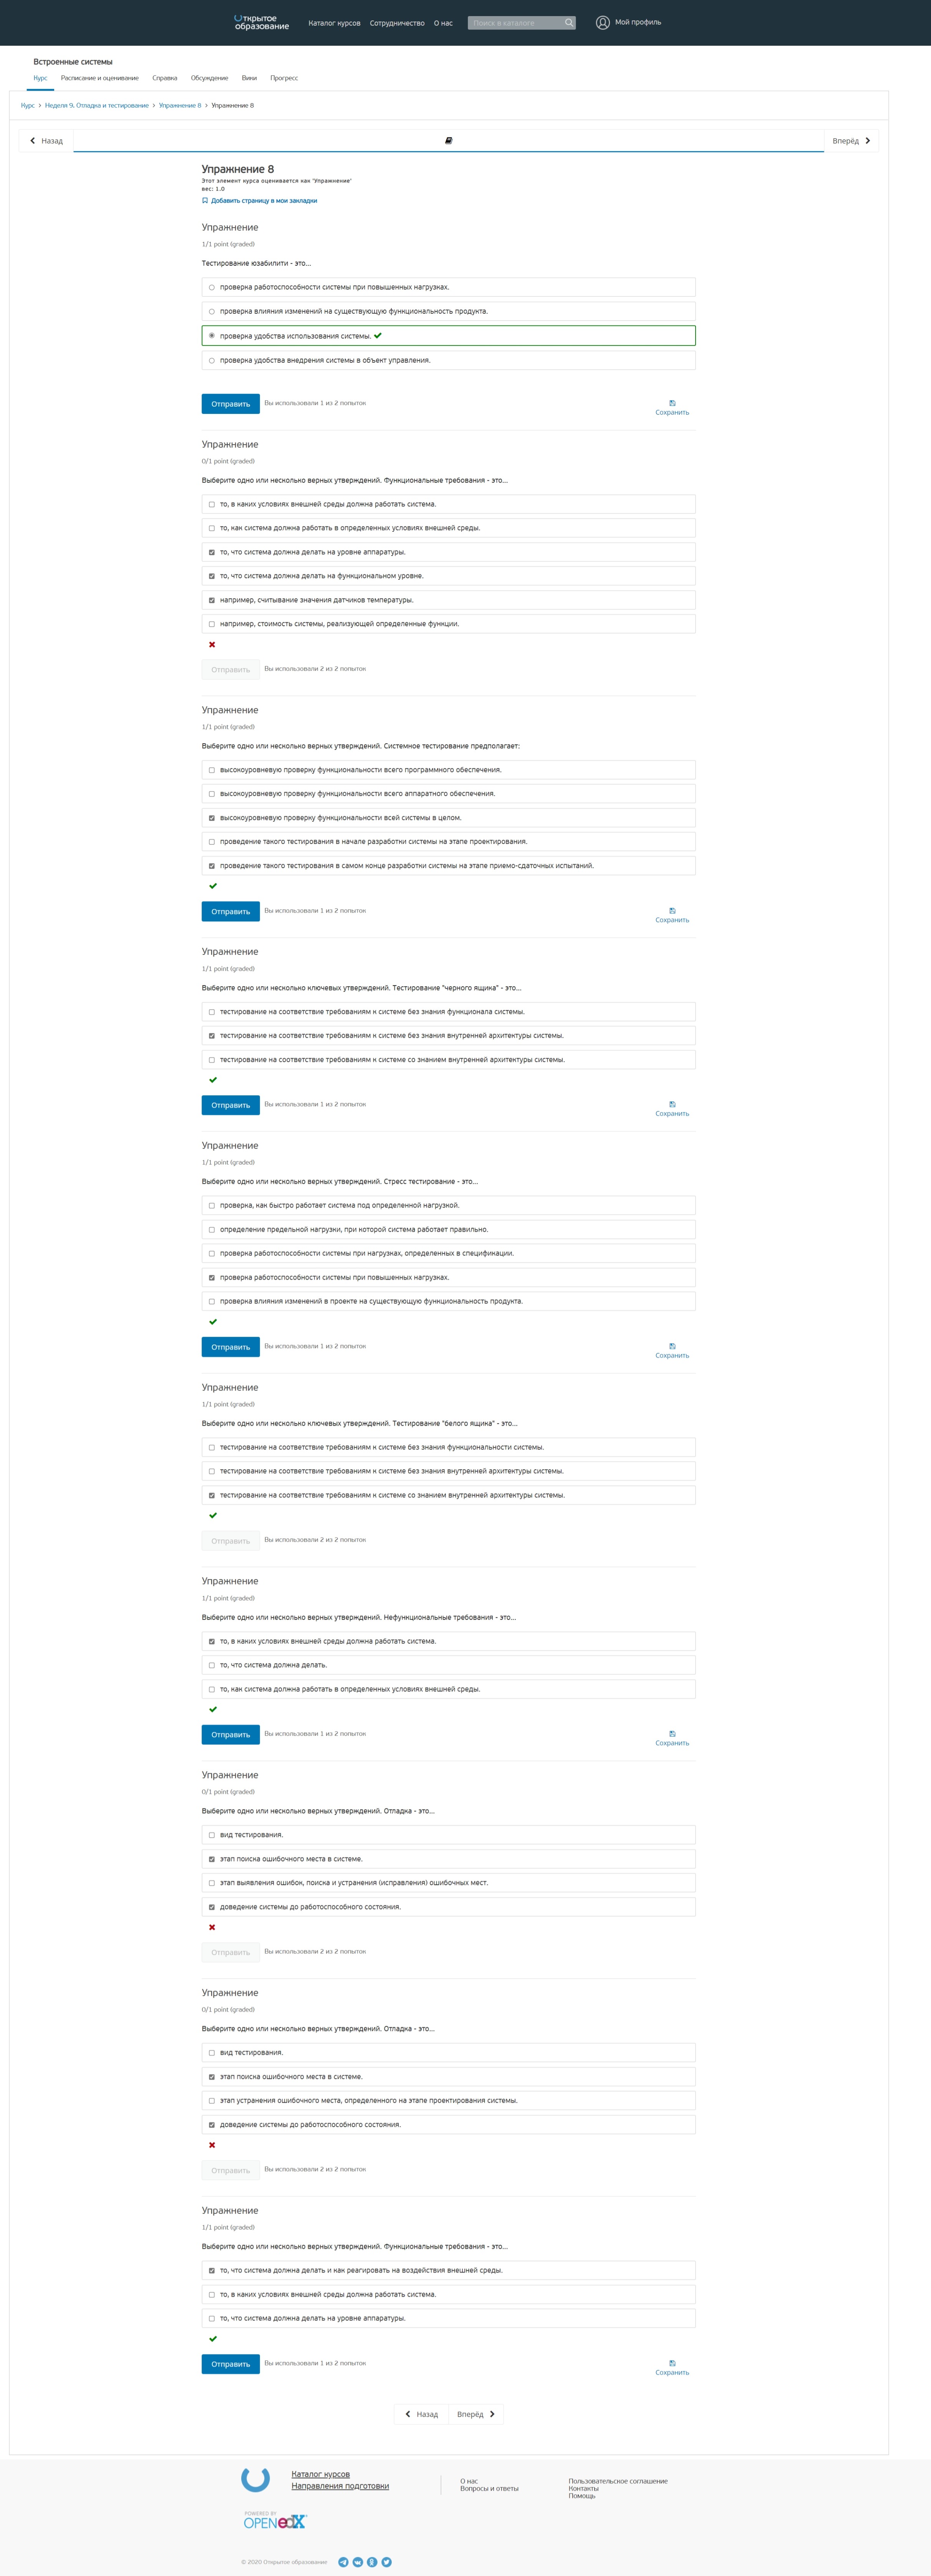 Открытое
образование
Каталог курсов Сотрудничество О нас Поиск в каталоге Мой профиль
Встроенные системы
Курс Расписание и оценивание Справка Обсуждение Вики Прогресс
Курс > Неделя 9. Отладка и тестирование > Упражнение 8 > Упражнение 8
Назад Вперёд
Упражнение 8
Этот элемент курса оценивается как "Упражнение"
вес: 1.0
Добавить страницу в мои закладки
Упражнение
1/1 point (graded)
Тестирование юзабилити - это...
проверка работоспособности системы при повышенных нагрузках.
проверка влияния изменений на существующую функциональность продукта.
проверка удобства использования системы.
проверка удобства внедрения системы в объект управления.
Отправить Вы использовали 1 из 2 попыток
Сохранить
Упражнение
0/1 point (graded)
Выберите одно или несколько верных утверждений. Функциональные требования - это...
то, в каких условиях внешней среды должна работать система.
то, как система должна работать в определенных условиях внешней среды.
то, что система должна делать на уровне аппаратуры.
то, что система должна делать на функциональном уровне.
например, считывание значения датчиков температуры.
например, стоимость системы, реализующей определенные функции.
Отправить Вы использовали 2 из 2 попыток
Упражнение
1/1 point (graded)
Выберите одно или несколько верных утверждений. Системное тестирование предполагает:
высокоуровневую проверку функциональности всего программного обеспечения.
высокоуровневую проверку функциональности всего аппаратного обеспечения.
высокоуровневую проверку функциональности всей системы в целом.
проведение такого тестирования в начале разработки системы на этапе проектирования.
проведение такого тестирования в самом конце разработки системы на этапе приемо-сдаточных испытаний.
Отправить Вы использовали 1 из 2 попыток
Сохранить
Упражнение
1/1 point (graded)
Выберите одно или несколько ключевых утверждений. Тестирование "черного ящика" - это...
тестирование на соответствие требованиям к системе без знания функционала системы.
тестирование на соответствие требованиям к системе без знания внутренней архитектуры системы.
тестирование на соответствие требованиям к системе со знанием внутренней архитектуры системы.
Отправить Вы использовали 1 из 2 попыток
Сохранить
Упражнение
1/1 point (graded)
Выберите одно или несколько верных утверждений. Стресс тестирование - это...
проверка, как быстро работает система под определенной нагрузкой.
определение предельной нагрузки, при которой система работает правильно.
проверка работоспособности системы при нагрузках, определенных в спецификации.
проверка работоспособности системы при повышенных нагрузках.
проверка влияния изменений в проекте на существующую функциональность продукта.
Отправить Вы использовали 1 из 2 попыток
Сохранить
Упражнение
1/1 point (graded)
Выберите одно или несколько ключевых утверждений. Тестирование "белого ящика" - это...
тестирование на соответствие требованиям к системе без знания функциональности системы.
тестирование на соответствие требованиям к системе без знания внутренней архитектуры системы.
тестирование на соответствие требованиям к системе со знанием внутренней архитектуры системы.
Отправить Вы использовали 2 из 2 попыток
Упражнение
1/1 point (graded)
Выберите одно или несколько верных утверждений. Нефункциональные требования - это...
то, в каких условиях внешней среды должна работать система.
то, что система должна делать.
то, как система должна работать в определенных условиях внешней среды.
Отправить Вы использовали 1 из 2 попыток
Сохранить
Упражнение
0/1 point (graded)
Выберите одно или несколько верных утверждений. Отладка - это...
вид тестирования.
этап поиска ошибочного места в системе.
этап выявления ошибок, поиска и устранения (исправления) ошибочных мест.
доведение системы до работоспособного состояния.
Отправить Вы использовали 2 из 2 попыток
Упражнение
0/1 point (graded)
Выберите одно или несколько верных утверждений. Отладка - это...
вид тестирования.
этап поиска ошибочного места в системе.
этап устранения ошибочного места, определенного на этапе проектирования системы.
доведение системы до работоспособного состояния.
Отправить Вы использовали 2 из 2 попыток
Упражнение
1/1 point (graded)
Выберите одно или несколько верных утверждений. Функциональные требования - это...
то, что система должна делать и как реагировать на воздействия внешней среды.
то, в каких условиях внешней среды должна работать система.
то, что система должна делать на уровне аппаратуры.
Отправить Вы использовали 1 из 2 попыток
Сохранить
Назад Вперёд
Каталог курсов
Направления подготовки
О нас
Вопросы и ответы
Пользовательское соглашение
Контакты
Помощь
POWERED BY
OPEN edX
© 2020 Открытое образование